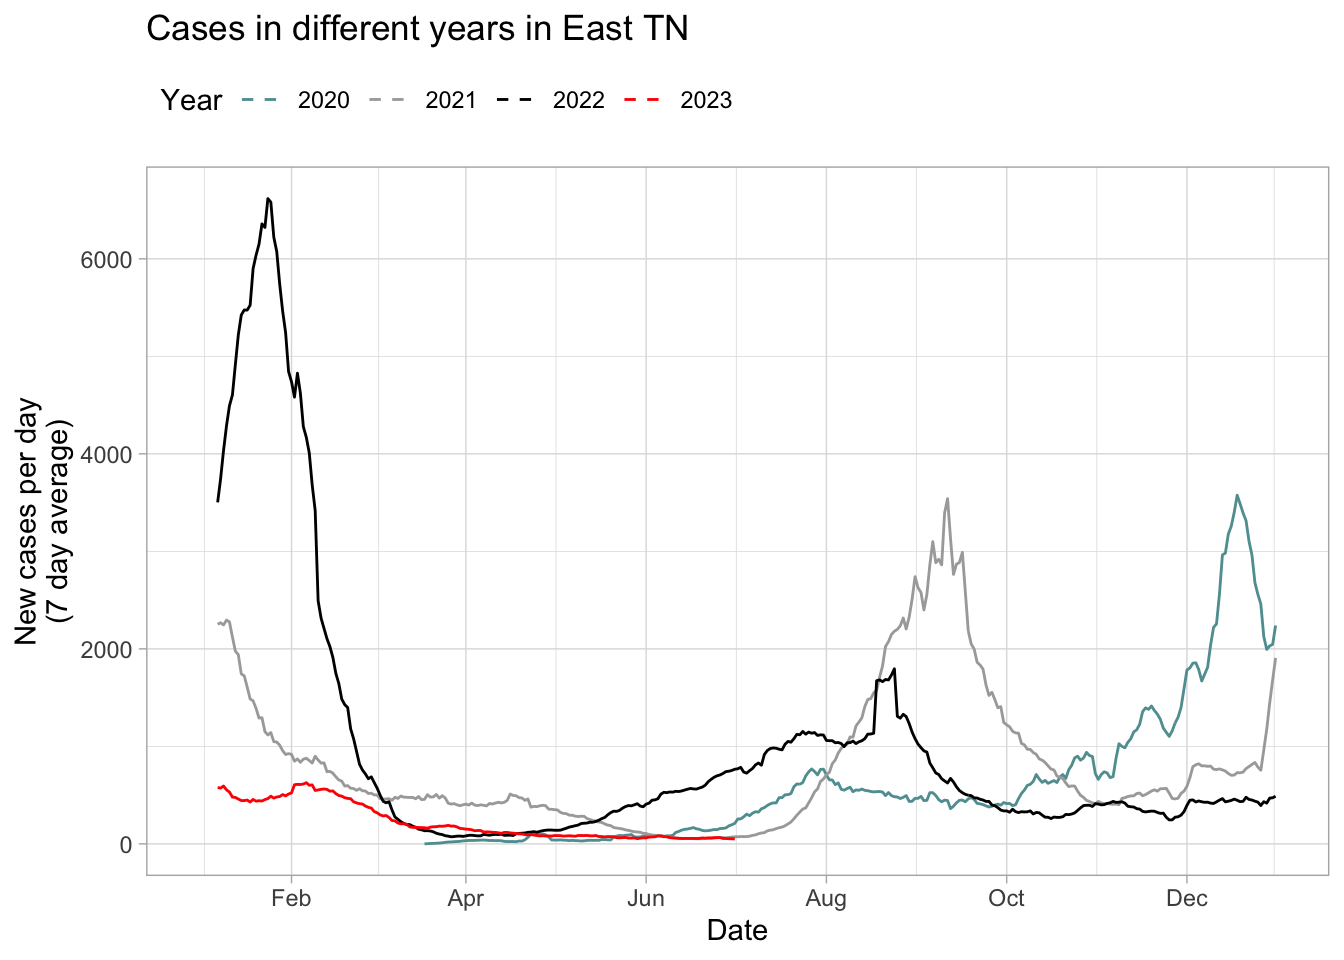 Cases in different years in East TN
Year 2020 2021 2022 2023
New cases per day
(7 day average)
6000
4000
2000
0
Feb Apr Jun Aug Oct Dec
Date